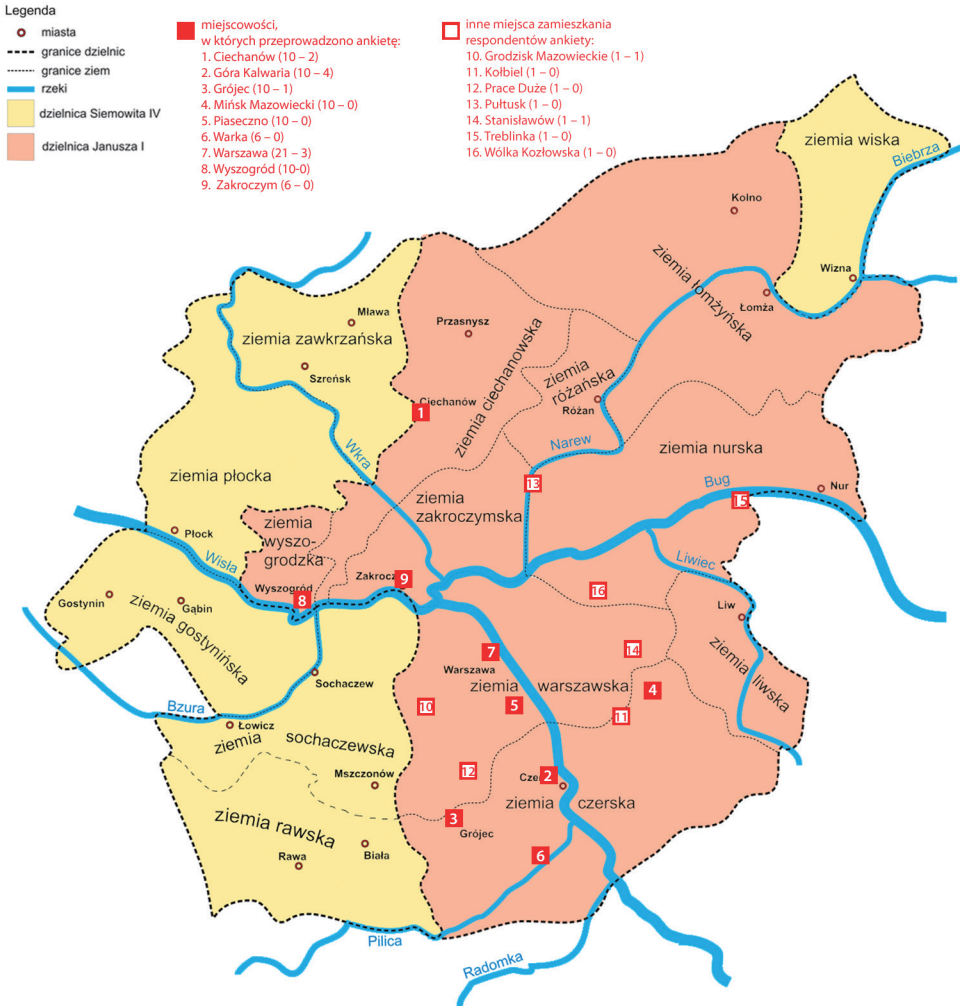 Legenda
miasta
granice dzielnic
granice ziem
rzeki
dzielnica Siemowita IV
dzielnica Janusza I
miejscowości,
w których przeprowadzono ankietę:
1. Ciechanów (10 – 2)
2. Góra Kalwaria (10 – 4)
3. Grójec (10 – 1)
4. Mińsk Mazowiecki (10 – 0)
5. Piaseczno (10 – 0)
6. Warka (6 – 0)
7. Warszawa (21 – 3)
8. Wyszogród (10-0)
9. Zakroczym (6 – 0)
inne miejsca zamieszkania
respondentów ankiety:
10. Grodzisk Mazowieckie (1 – 1)
11. Kołbiel (1 – 0)
12. Prace Duże (1 – 0)
13. Pułtusk (1 – 0)
14. Stanisławów (1 – 1)
15. Treblinka (1 – 0)
16. Wólka Kozłowska (1 – 0)
ziemia wiska
Biebrza
Kolno
ziemia łomżyńska
Wizna
Łomża
Mława
ziemia zawkrzańska
Szreńsk
Przasnysz
ziemia ciechanowska
ziemia
różańska
Różan
Ciechanów
1
Wkra
Narew
ziemia nurska
ziemia płocka
13
Bug
Nur
15
ziemia
zakroczymska
ziemia
wyszo-
grodzka
Płock
Wisła
Liwiec
Wyszogród
8
Zakrocz
9
16
Gostynin
Gąbin
ziemia gostynińska
Liw
ziemia liwska
7
Warszawa
14
ziemia warszawska
4
Sochaczew
5
10
11
Bzura
Łowicz
ziemia sochaczewska
Mszczonów
12
Cze
2
ziemia czerska
3
Grójec
ziemia rawska
Biała
Rawa
6
Pilica
Radomka